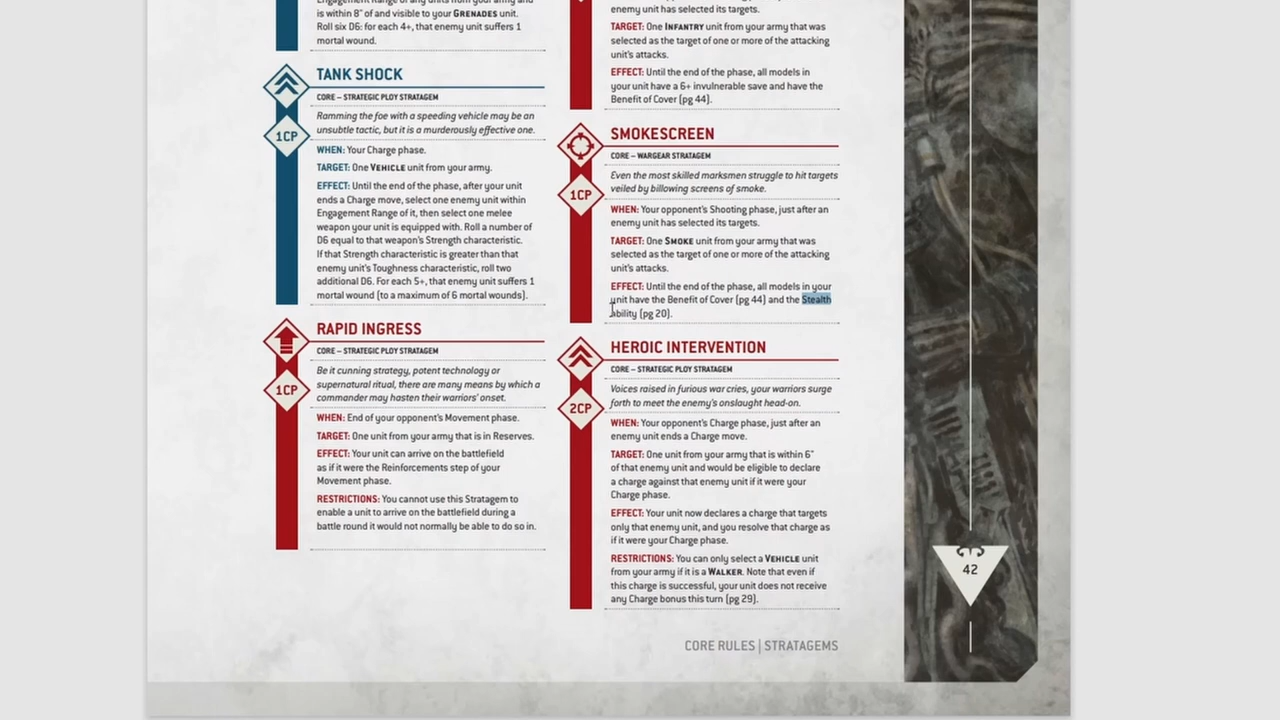 Engagement Range of any units from your army and
is within 8" of and visible to your GRENADES unit.
Roll six D6: for each 4+, that enemy unit suffers 1
mortal wound.
TANK SHOCK
CORE – STRATEGIC PLOY STRATAGEM
1CP
Ramming the foe with a speeding vehicle may be an
unsubtle tactic, but it is a murderously effective one.
WHEN: Your Charge phase.
TARGET: One VEHICLE unit from your army.
EFFECT: Until the end of the phase, after your unit
ends a Charge move, select one enemy unit within
Engagement Range of it, then select one melee
weapon your unit is equipped with. Roll a number of
D6 equal to that weapon's Strength characteristic.
If that Strength characteristic is greater than that
enemy unit's Toughness characteristic, roll two
additional D6. For each 5+, that enemy unit suffers 1
mortal wound (to a maximum of 6 mortal wounds).
RAPID INGRESS
CORE – STRATEGIC PLOY STRATAGEM
1CP
Be it cunning strategy, potent technology or
supernatural ritual, there are many means by which a
commander may hasten their warriors' onset.
WHEN: End of your opponent's Movement phase.
TARGET: One unit from your army that is in Reserves.
EFFECT: Your unit can arrive on the battlefield
as if it were the Reinforcements step of your
Movement phase.
RESTRICTIONS: You cannot use this Stratagem to
enable a unit to arrive on the battlefield during a
battle round it would not normally be able to do so in.
enemy unit has selected its targets.
TARGET: One INFANTRY unit from your army that was
selected as the target of one or more of the attacking
unit's attacks.
EFFECT: Until the end of the phase, all models in
your unit have a 6+ invulnerable save and have the
Benefit of Cover (pg 44).
SMOKESCREEN
CORE – WARGEAR STRATAGEM
1CP
Even the most skilled marksmen struggle to hit targets
veiled by billowing screens of smoke.
WHEN: Your opponent's Shooting phase, just after an
enemy unit has selected its targets.
TARGET: One SMOKE unit from your army that was
selected as the target of one or more of the attacking
unit's attacks.
EFFECT: Until the end of the phase, all models in your
unit have the Benefit of Cover (pg 44) and the Stealth
ability (pg 20).
HEROIC INTERVENTION
CORE – STRATEGIC PLOY STRATAGEM
2CP
Voices raised in furious war cries, your warriors surge
forth to meet the enemy's onslaught head-on.
WHEN: Your opponent's Charge phase, just after an
enemy unit ends a Charge move.
TARGET: One unit from your army that is within 6"
of that enemy unit and would be eligible to declare
a charge against that enemy unit if it were your
Charge phase.
EFFECT: Your unit now declares a charge that targets
only that enemy unit, and you resolve that charge as
if it were your Charge phase.
RESTRICTIONS: You can only select a VEHICLE unit
from your army if it is a WALKER. Note that even if
this charge is successful, your unit does not receive
any Charge bonus this turn (pg 29).
42
CORE RULES | STRATAGEMS